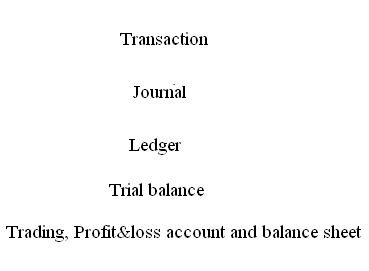 Transaction
Journal
Ledger
Trial balance
Trading, Profit&loss account and balance sheet